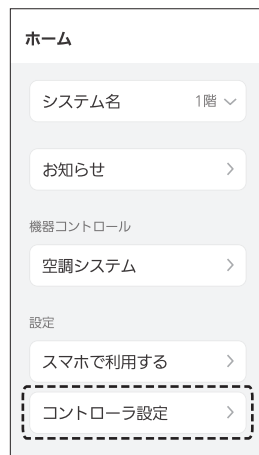 ホーム
システム名 1階
お知らせ
機器コントロール
空調システム
設定
スマホで利用する
コントローラ設定